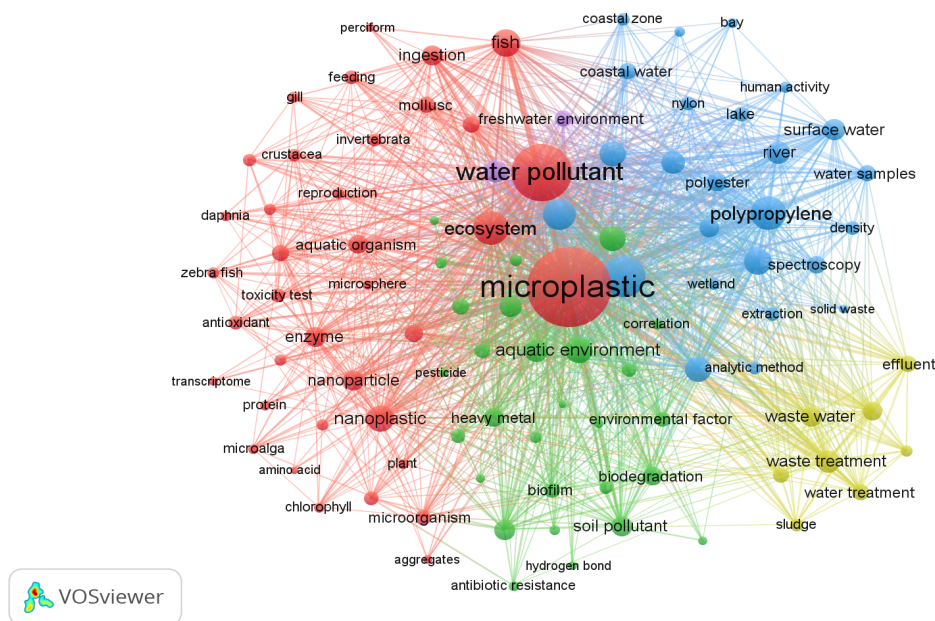 coastal zone
bay
perciform
fish
ingestion
coastal water
feeding
human activity
gill
mollusc
nylon
lake
freshwater environment
surface water
invertebrata
crustacea
river
water pollutant
water samples
polyester
reproduction
daphnia
polypropylene
ecosystem
density
aquatic organism
spectroscopy
zebra fish
microsphere
microplastic
wetland
toxicity test
solid waste
extraction
antioxidant
correlation
enzyme
aquatic environment
effluent
analytic method
pesticide
transcriptome
nanoparticle
protein
nanoplastic
heavy metal
environmental factor
waste water
microalga
plant
waste treatment
amino acid
biodegradation
biofilm
water treatment
chlorophyll
microorganism
soil pollutant
sludge
aggregates
hydrogen bond
antibiotic resistance
VOSviewer